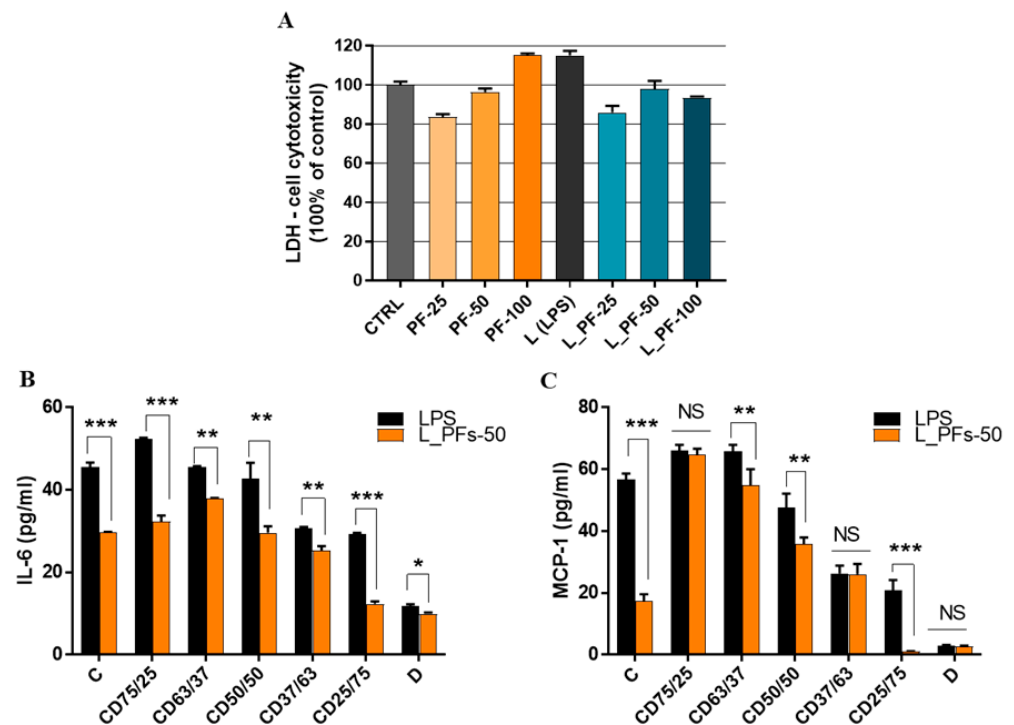 A
LDH - cell cytotoxicity
(100% of control)
120
100
80
60
40
20
0
CTRL
PF-25
PF-50
PF-100
L (LPS)
L_PF-25
L_PF-50
L_PF-100
B
IL-6 (pg/ml)
60
40
20
0
***
***
**
**
**
***
*
LPS
L_PFs-50
C
CD75/25
CD63/37
CD50/50
CD37/63
CD25/75
D
C
MCP-1 (pg/ml)
80
60
40
20
0
***
NS
**
**
NS
***
NS
LPS
L_PFs-50
C
CD75/25
CD63/37
CD50/50
CD37/63
CD25/75
D